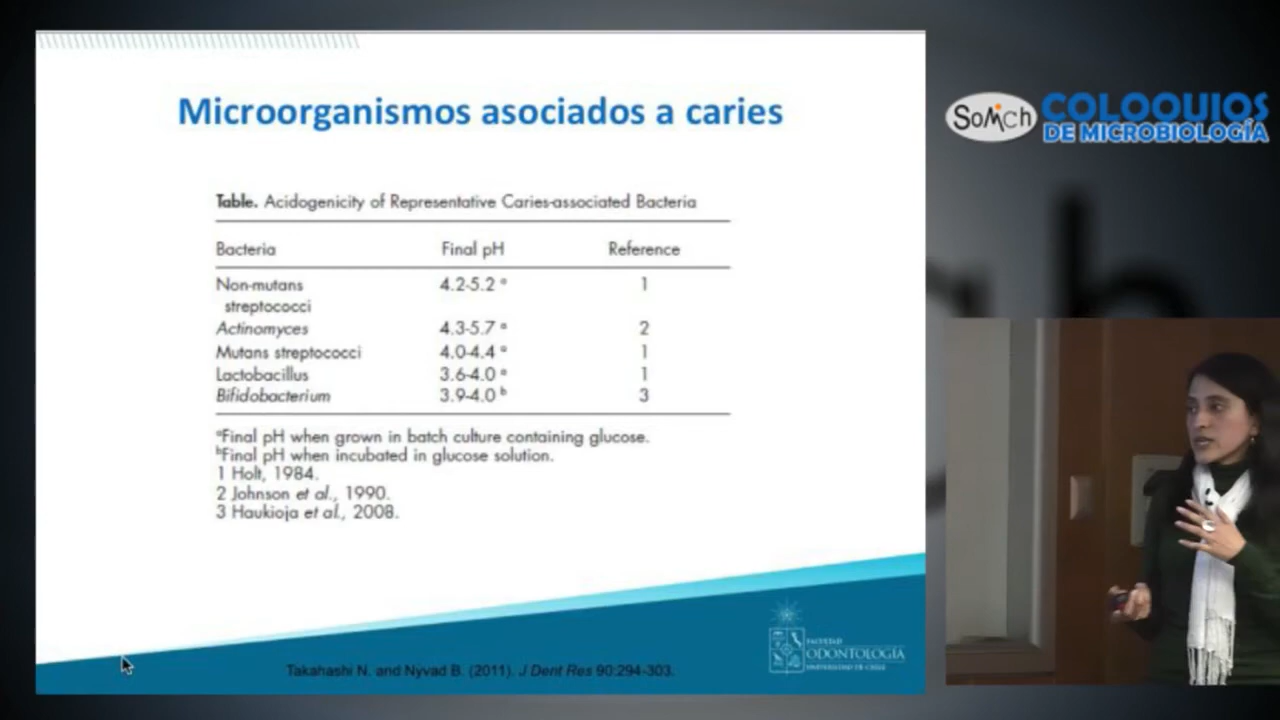 Microorganismos asociados a caries
SoMich COLOQUIOS
DE MICROBIOLOGÍA
Table. Acidogenicity of Representative Caries-associated Bacteria
Bacteria Final pH Reference
Non-mutans 4.2-5.2 a 1
streptococci
Actinomyces 4.3-5.7 a 2
Mutans streptococci 4.0-4.4 a 1
Lactobacillus 3.6-4.0 a 1
Bifidobacterium 3.9-4.0 b 3
aFinal pH when grown in batch culture containing glucose.
bFinal pH when incubated in glucose solution.
1 Holt, 1984.
2 Johnson et al., 1990.
3 Haukioja et al., 2008.
FACULTAD
ODONTOLOGÍA
UNIVERSIDAD DE CHILE
Takahashi N. and Nyvad B. (2011). J Dent Res 90:294-303.